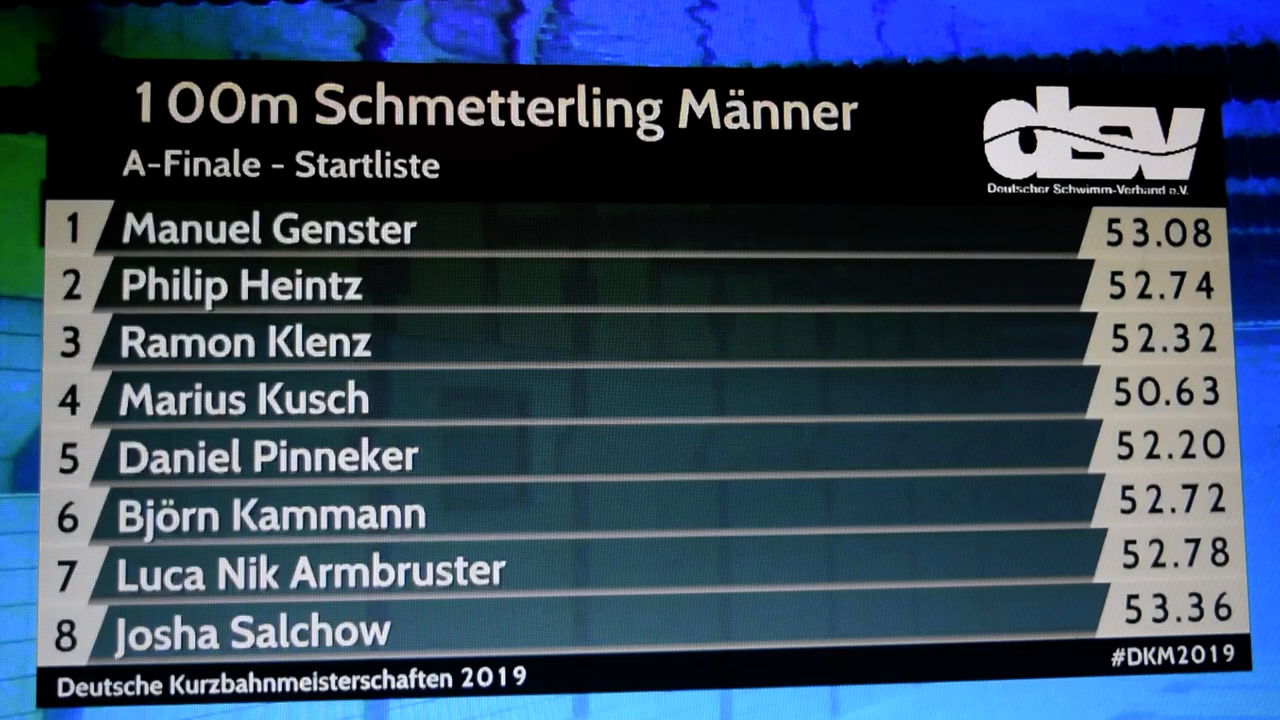 100m Schmetterling Männer
A-Finale - Startliste
dsv
Deutscher Schwimm-Verband e.V.
1 Manuel Genster 53.08
2 Philip Heintz 52.74
3 Ramon Klenz 52.32
4 Marius Kusch 50.63
5 Daniel Pinneker 52.20
6 Björn Kammann 52.72
7 Luca Nik Armbruster 52.78
8 Josha Salchow 53.36
Deutsche Kurzbahnmeisterschaften 2019 #DKM2019